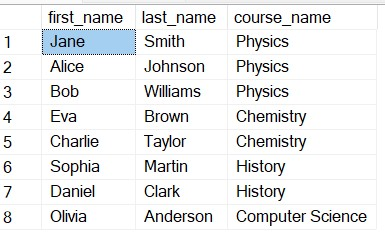 first_name last_name course_name
1 Jane Smith Physics
2 Alice Johnson Physics
3 Bob Williams Physics
4 Eva Brown Chemistry
5 Charlie Taylor Chemistry
6 Sophia Martin History
7 Daniel Clark History
8 Olivia Anderson Computer Science